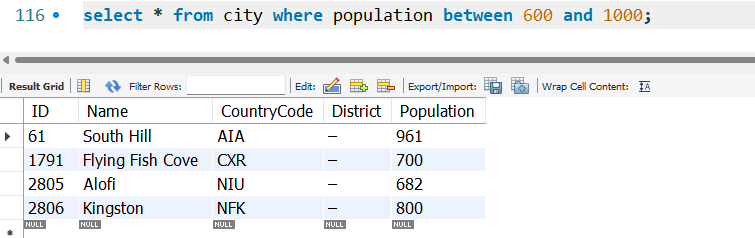 116 select * from city where population between 600 and 1000;
Result Grid Filter Rows: Edit: Export/Import: Wrap Cell Content: IA
ID Name CountryCode District Population
61 South Hill AIA – 961
1791 Flying Fish Cove CXR – 700
2805 Alofi NIU – 682
2806 Kingston NFK – 800
NULL NULL NULL NULL NULL